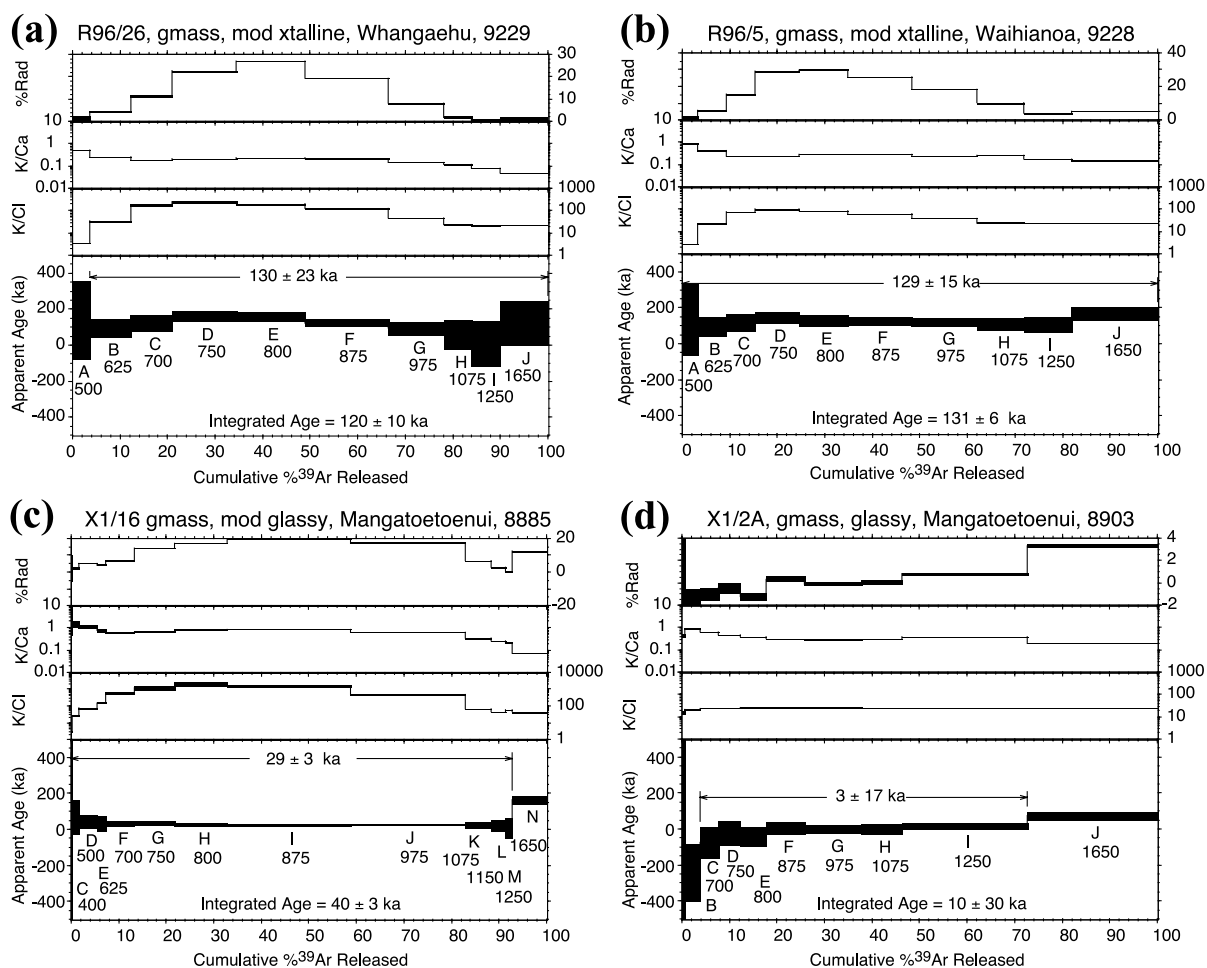 (a) R96/26, gmass, mod xtalline, Whangaehu, 9229
%Rad
30
20
10
0
K/Ca
10
1
0.1
0.01
K/Cl
1000
100
10
1
Apparent Age (ka)
400
200
0
-200
-400
130 ± 23 ka
A
500
B
625
C
700
D
750
E
800
F
875
G
975
H
1075
I
1250
J
1650
Integrated Age = 120 ± 10 ka
0 10 20 30 40 50 60 70 80 90 100
Cumulative %39Ar Released
(b) R96/5, gmass, mod xtalline, Waihianoa, 9228
%Rad
40
20
0
K/Ca
10
1
0.1
0.01
K/Cl
1000
100
10
1
Apparent Age (ka)
400
200
0
-200
-400
129 ± 15 ka
A
500
B
625
C
700
D
750
E
800
F
875
G
975
H
1075
I
1250
J
1650
Integrated Age = 131 ± 6 ka
0 10 20 30 40 50 60 70 80 90 100
Cumulative %39Ar Released
(c) X1/16 gmass, mod glassy, Mangatoetoenui, 8885
%Rad
20
0
-20
K/Ca
10
1
0.1
0.01
K/Cl
10000
100
1
Apparent Age (ka)
400
200
0
-200
-400
29 ± 3 ka
C
400
D
500
E
625
F
700
G
750
H
800
I
875
J
975
K
1075
L
1150
M
1250
N
1650
Integrated Age = 40 ± 3 ka
0 10 20 30 40 50 60 70 80 90 100
Cumulative %39Ar Released
(d) X1/2A, gmass, glassy, Mangatoetoenui, 8903
%Rad
4
2
0
-2
K/Ca
10
1
0.1
0.01
K/Cl
1000
100
10
1
Apparent Age (ka)
400
200
0
-200
-400
3 ± 17 ka
B
C
700
D
750
E
800
F
875
G
975
H
1075
I
1250
J
1650
Integrated Age = 10 ± 30 ka
0 10 20 30 40 50 60 70 80 90 100
Cumulative %39Ar Released